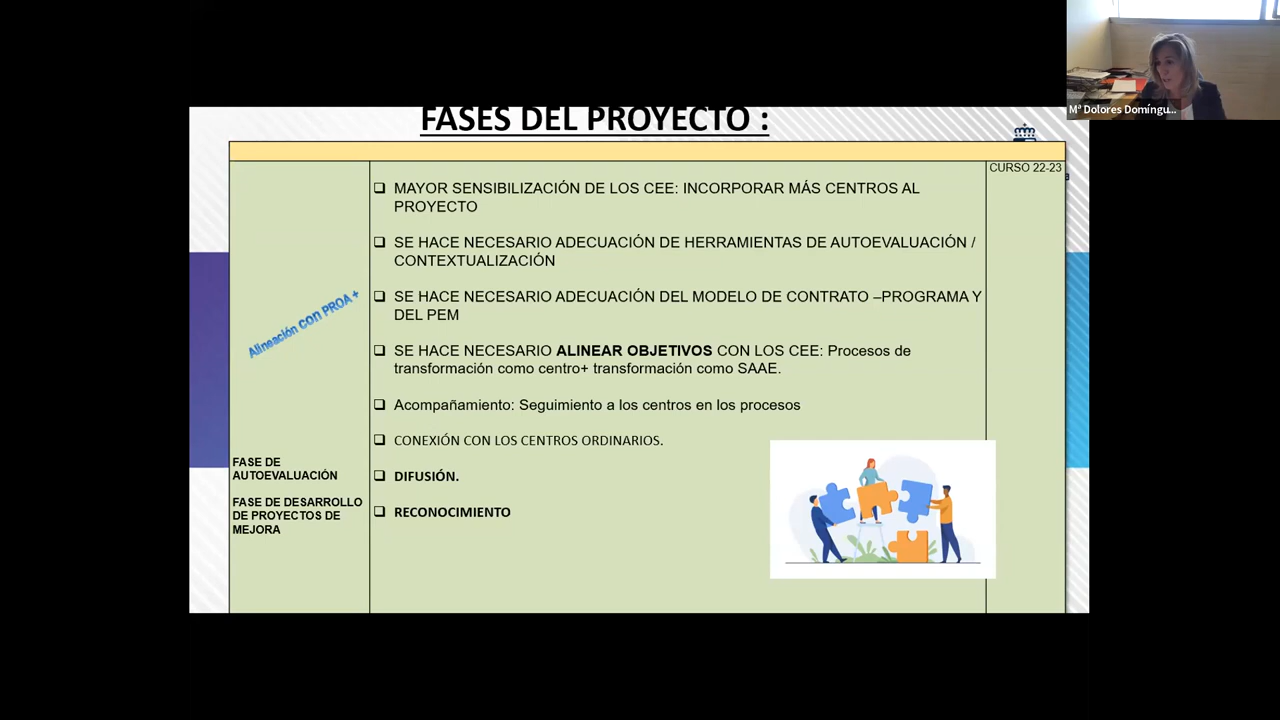 Mª Dolores Domíngu...
FASES DEL PROYECTO :
CURSO 22-23
Alineación con PROA +
FASE DE
AUTOEVALUACIÓN
FASE DE DESARROLLO
DE PROYECTOS DE
MEJORA
❑ MAYOR SENSIBILIZACIÓN DE LOS CEE: INCORPORAR MÁS CENTROS AL
PROYECTO
❑ SE HACE NECESARIO ADECUACIÓN DE HERRAMIENTAS DE AUTOEVALUACIÓN /
CONTEXTUALIZACIÓN
❑ SE HACE NECESARIO ADECUACIÓN DEL MODELO DE CONTRATO –PROGRAMA Y
DEL PEM
❑ SE HACE NECESARIO ALINEAR OBJETIVOS CON LOS CEE: Procesos de
transformación como centro+ transformación como SAAE.
❑ Acompañamiento: Seguimiento a los centros en los procesos
❑ CONEXIÓN CON LOS CENTROS ORDINARIOS.
❑ DIFUSIÓN.
❑ RECONOCIMIENTO